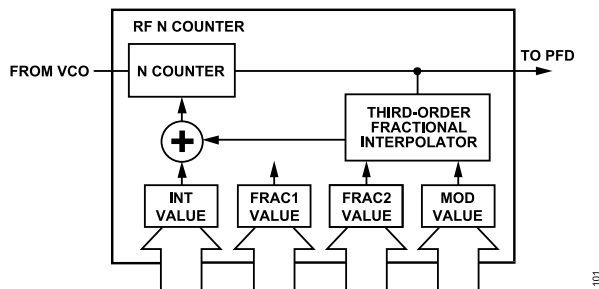 RF N COUNTER
FROM VCO
N COUNTER
TO PFD
THIRD-ORDER
FRACTIONAL
INTERPOLATOR
+
INT
VALUE
FRAC1
VALUE
FRAC2
VALUE
MOD
VALUE
101